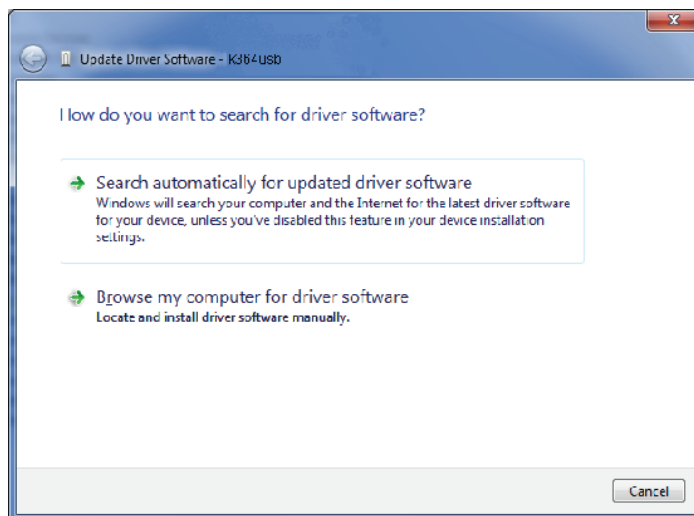 Update Driver Software - K364usb
How do you want to search for driver software?
Search automatically for updated driver software
Windows will search your computer and the Internet for the latest driver software
for your device, unless you've disabled this feature in your device installation
settings.
Browse my computer for driver software
Locate and install driver software manually.
Cancel